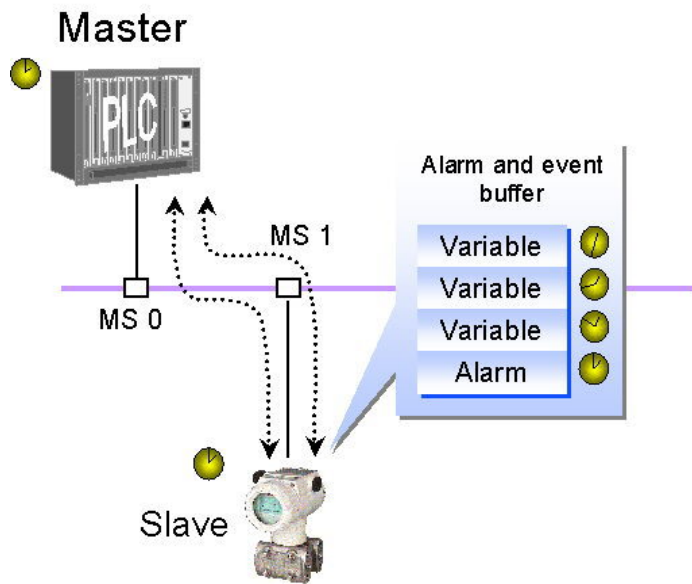 Master
PLC
MS 1
MS 0
Slave
Alarm and event
buffer
Variable
Variable
Variable
Alarm